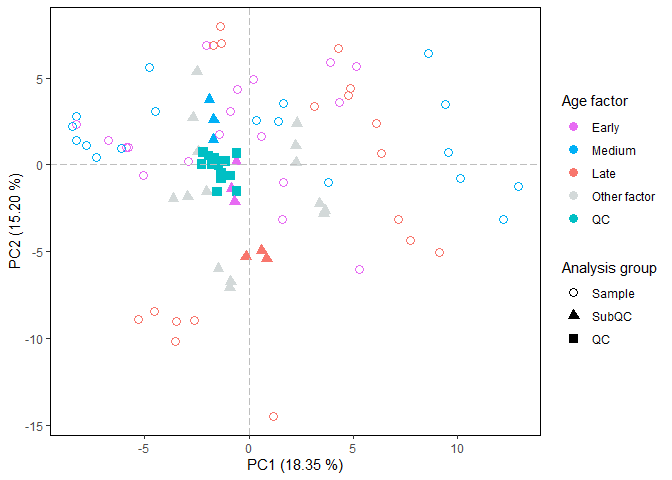 5
0
-5
-10
-15
-5
0
5
10
PC1 (18.35 %)
PC2 (15.20 %)
Age factor
Early
Medium
Late
Other factor
QC
Analysis group
Sample
SubQC
QC